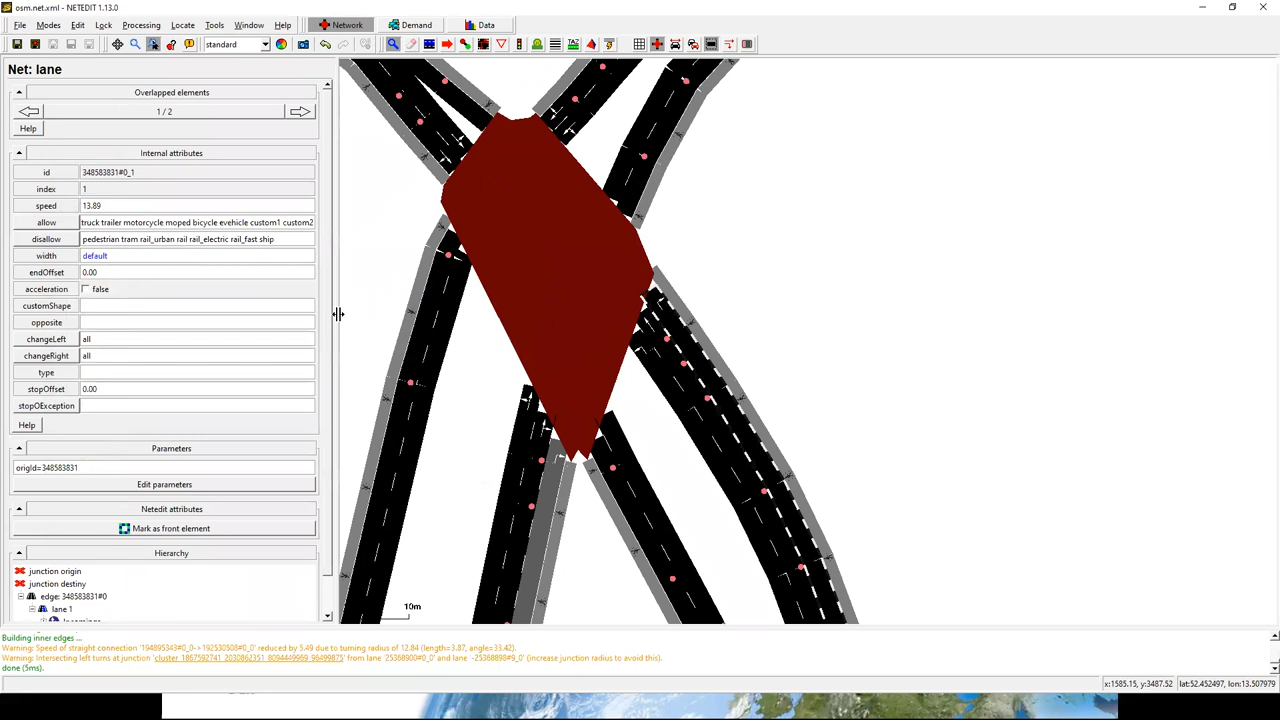 osm.net.xml - NETEDIT 1.13.0
File Modes Edit Lock Processing Locate Tools Window Help Network Demand Data
standard
Net: lane
Overlapped elements
1 / 2
Help
Internal attributes
id 348583831#0_1
index 1
speed 13.89
allow truck trailer motorcycle moped bicycle evehicle custom1 custom2
disallow pedestrian tram rail_urban rail rail_electric rail_fast ship
width default
endOffset 0.00
acceleration false
customShape
opposite
changeLeft all
changeRight all
type
stopOffset 0.00
stopOException
Help
Parameters
origId=348583831
Edit parameters
Netedit attributes
Mark as front element
Hierarchy
junction origin
junction destiny
edge: 348583831#0
lane 1
10m
Building inner edges ...
Warning: Speed of straight connection '194895343#0_0->192530508#0_0' reduced by 5.49 due to turning radius of 12.84 (length=3.87, angle=33.42).
Warning: Intersecting left turns at junction 'cluster_1867592741_2030862351_8094449969_96499875' from lane '25368900#0_0' and lane '-25368898#9_0' (increase junction radius to avoid this).
done (5ms).
x:1585.15, y:3487.52 lat:52.452497, lon:13.507979